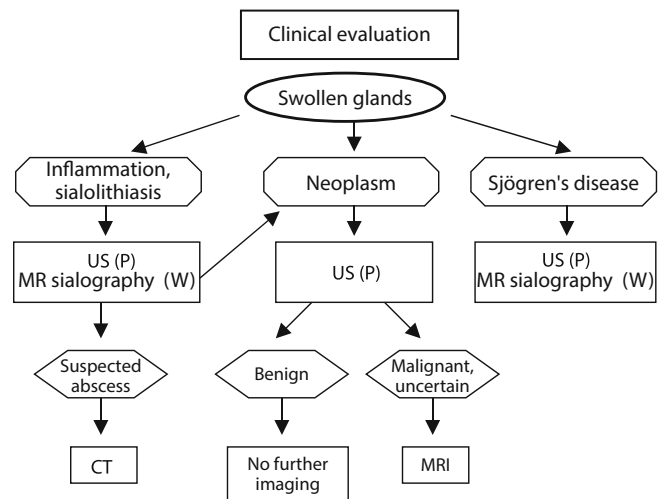 Clinical evaluation
Swollen glands
Inflammation,
sialolithiasis
Neoplasm
Sjögren's disease
US (P)
MR sialography (W)
US (P)
US (P)
MR sialography (W)
Suspected
abscess
Benign
Malignant,
uncertain
CT
No further
imaging
MRI